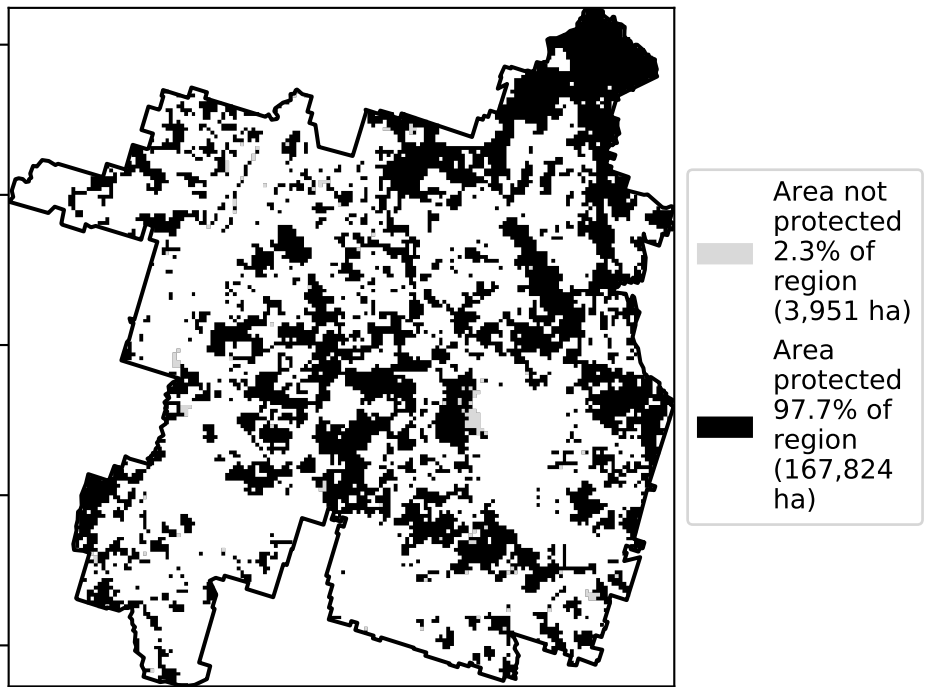 Area not
protected
2.3% of
region
(3,951 ha)
Area
protected
97.7% of
region
(167,824
ha)